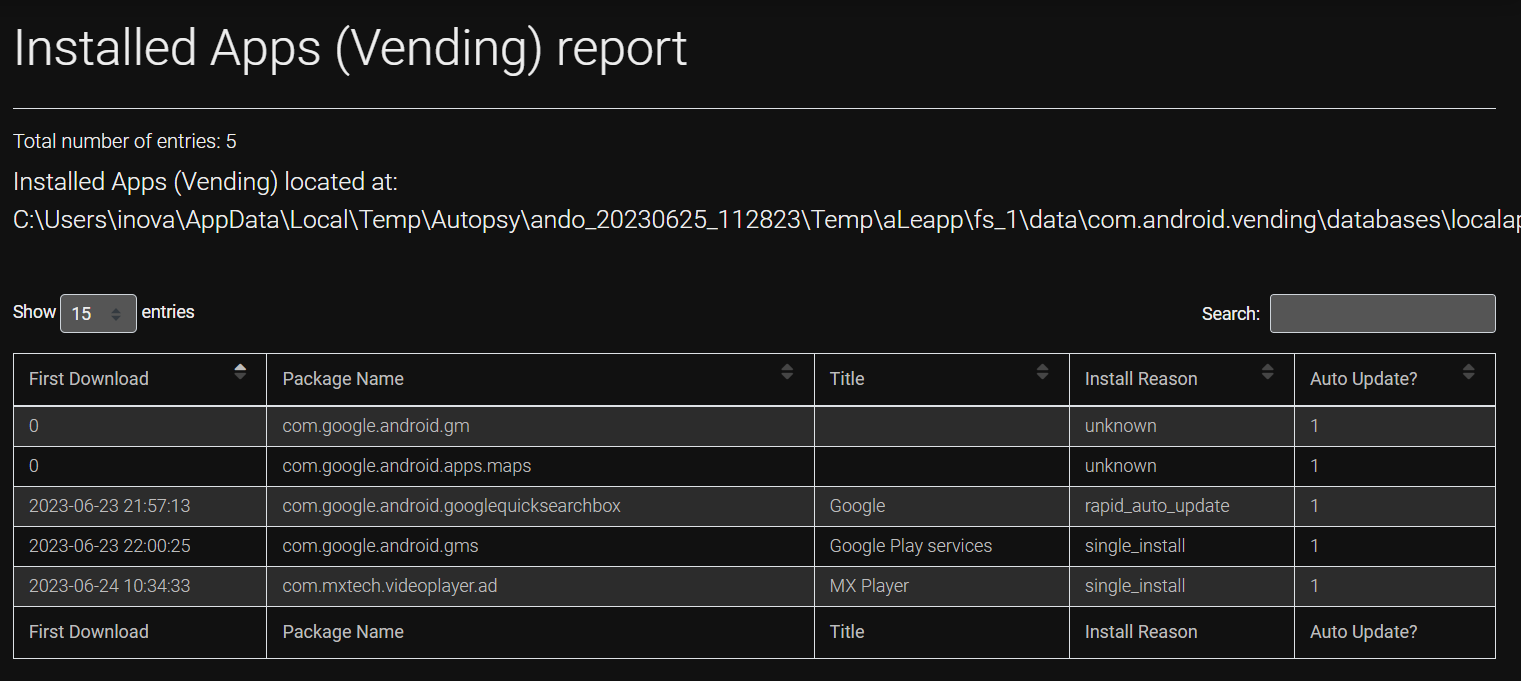 Installed Apps (Vending) report
Total number of entries: 5
Installed Apps (Vending) located at:
C:\Users\inova\AppData\Local\Temp\Autopsy\ando_20230625_112823\Temp\aLeapp\fs_1\data\com.android.vending\databases\localap
Show 15 entries Search:
First Download Package Name Title Install Reason Auto Update?
0 com.google.android.gm unknown 1
0 com.google.android.apps.maps unknown 1
2023-06-23 21:57:13 com.google.android.googlequicksearchbox Google rapid_auto_update 1
2023-06-23 22:00:25 com.google.android.gms Google Play services single_install 1
2023-06-24 10:34:33 com.mxtech.videoplayer.ad MX Player single_install 1
First Download Package Name Title Install Reason Auto Update?